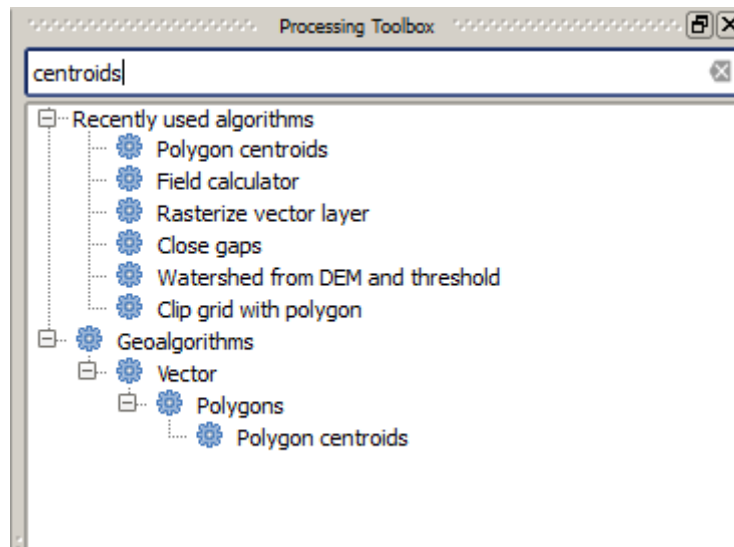 Processing Toolbox
centroids
Recently used algorithms
Polygon centroids
Field calculator
Rasterize vector layer
Close gaps
Watershed from DEM and threshold
Clip grid with polygon
Geoalgorithms
Vector
Polygons
Polygon centroids